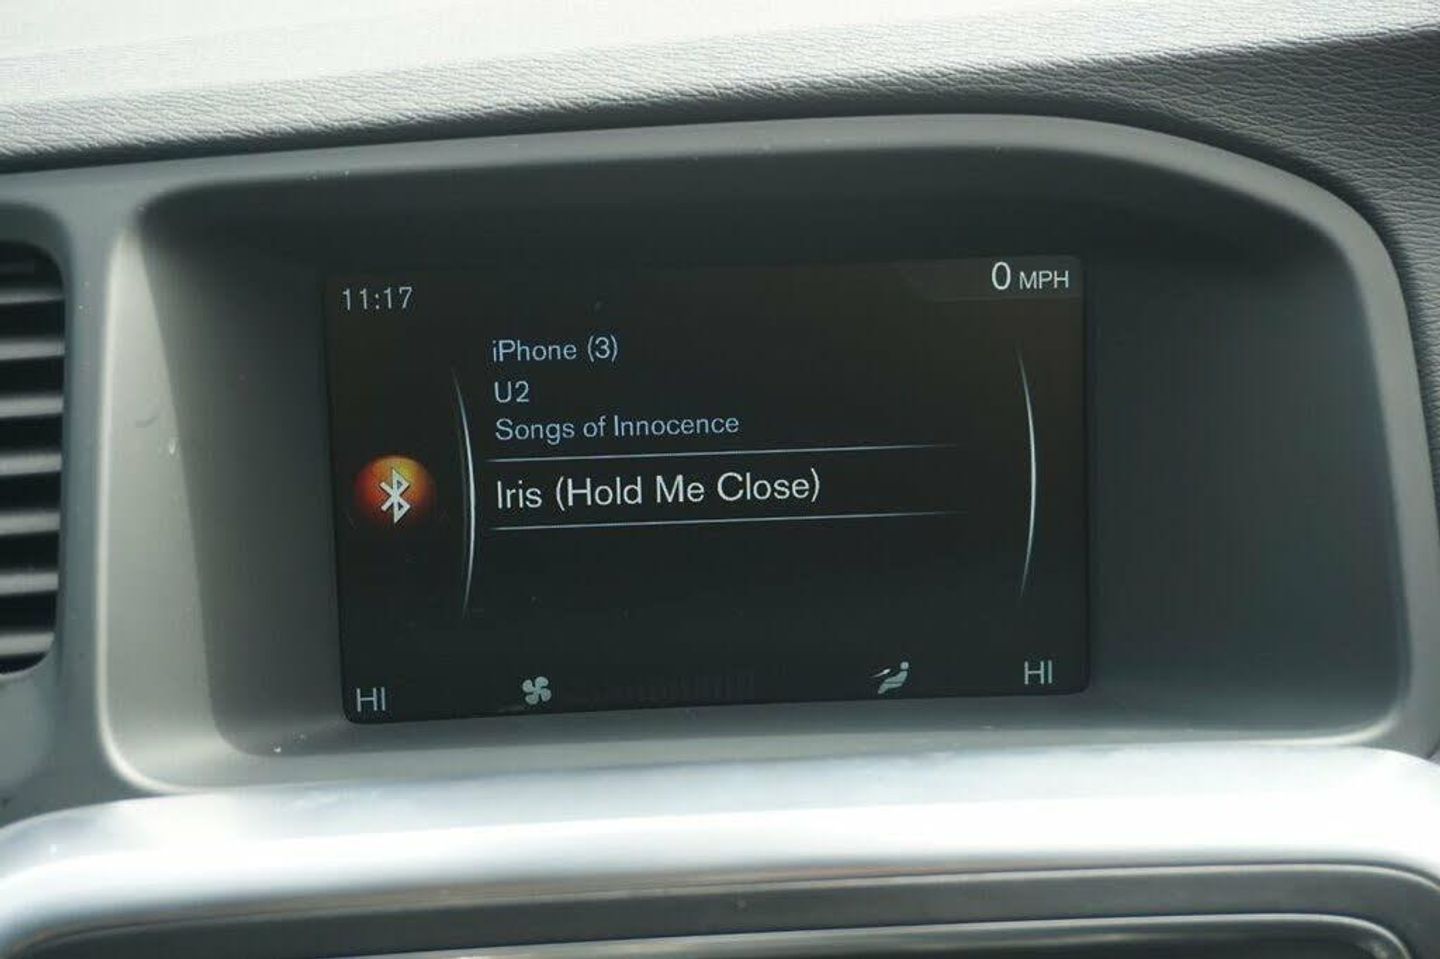 11:17
0 MPH
iPhone (3)
U2
Songs of Innocence
Iris (Hold Me Close)
HI
HI